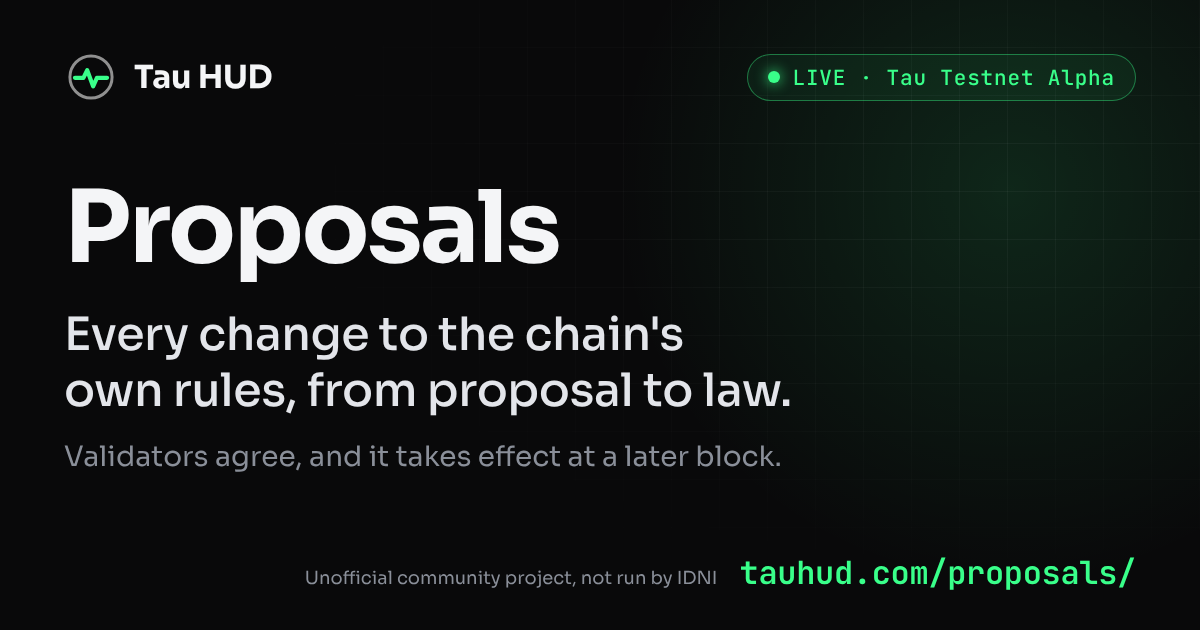 Tau HUD
LIVE · Tau Testnet Alpha
Proposals
Every change to the chain's
own rules, from proposal to law.
Validators agree, and it takes effect at a later block.
Unofficial community project, not run by IDNI
tauhud.com/proposals/